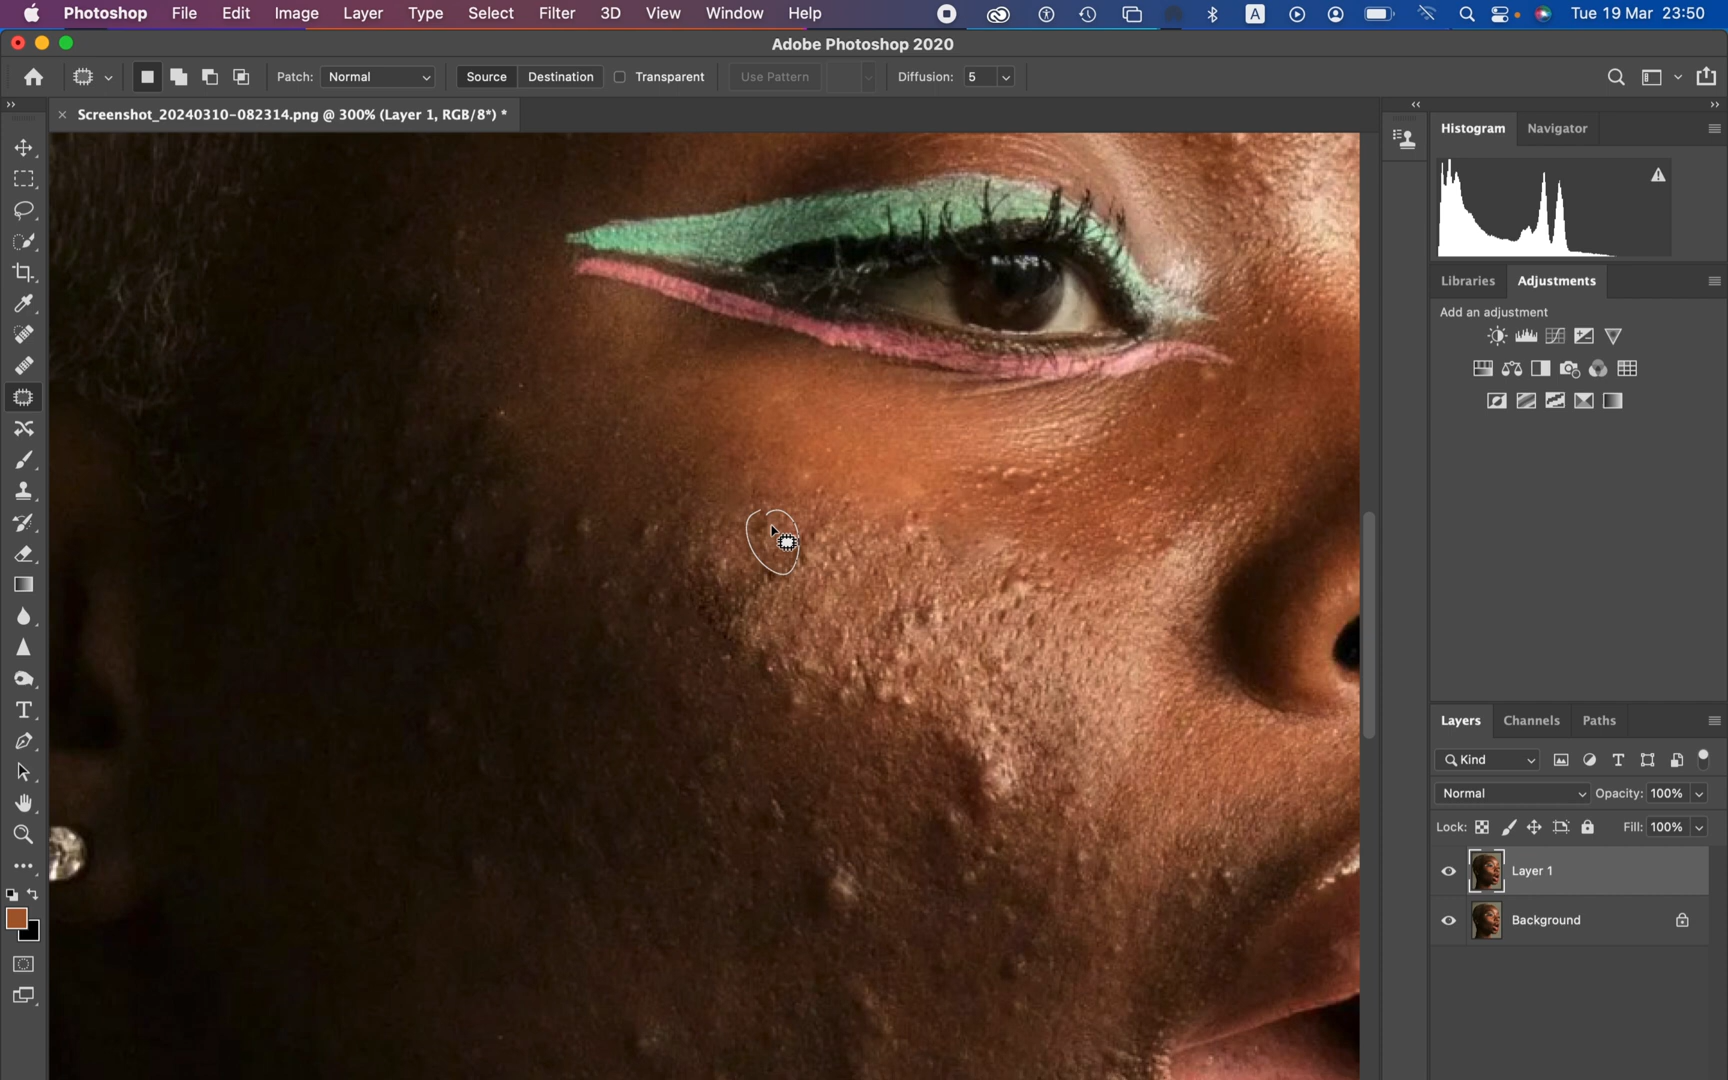 Photoshop File Edit Image Layer Type Select Filter 3D View Window Help A Tue 19 Mar 23:50
Adobe Photoshop 2020
Patch: Normal Source Destination Transparent Use Pattern Diffusion: 5
Screenshot_20240310-082314.png @ 300% (Layer 1, RGB/8*) *
Histogram Navigator
Libraries Adjustments
Add an adjustment
Layers Channels Paths
Kind
Normal Opacity: 100%
Lock: Fill: 100%
Layer 1
Background